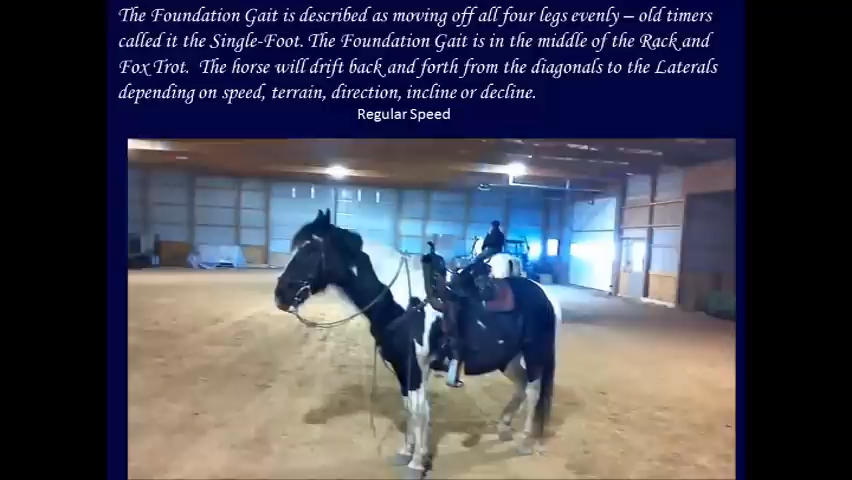 The Foundation Gait is described as moving off all four legs evenly – old timers
called it the Single-Foot. The Foundation Gait is in the middle of the Rack and
Fox Trot.  The horse will drift back and forth from the diagonals to the Laterals
depending on speed, terrain, direction, incline or decline.
Regular Speed